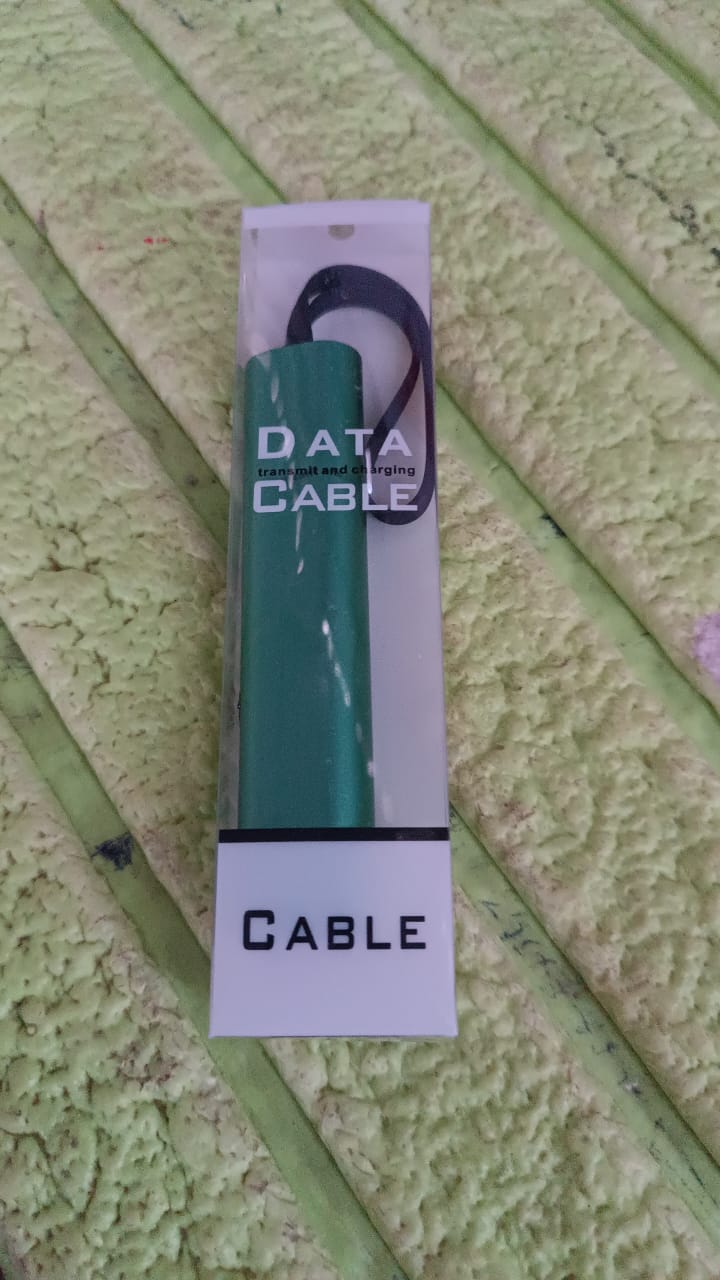 DATA
transmit and charging
CABLE
CABLE